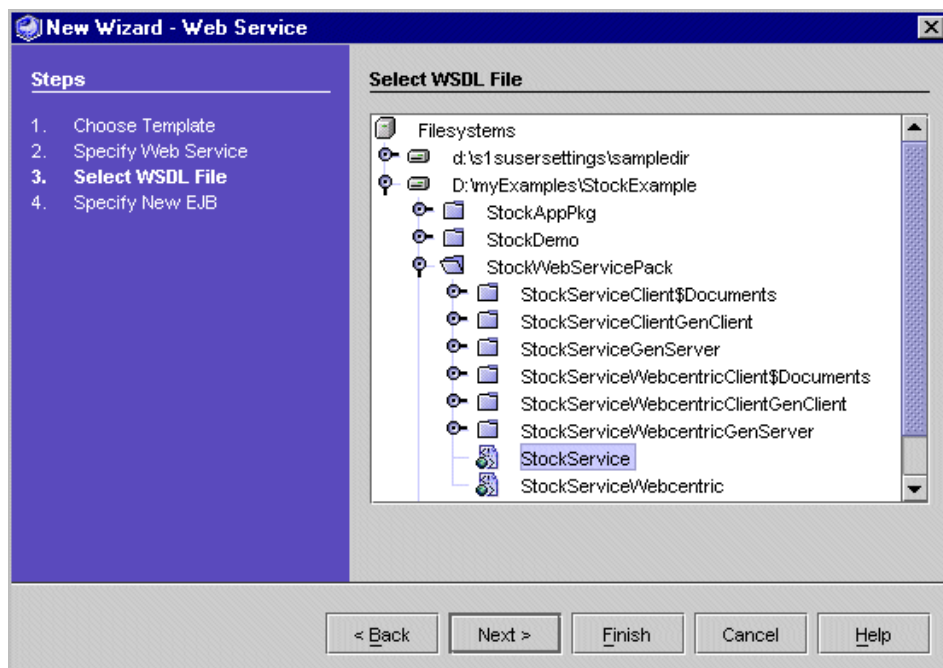 New Wizard - Web Service
Steps
1. Choose Template
2. Specify Web Service
3. Select WSDL File
4. Specify New EJB
Select WSDL File
Filesystems
d:\s1susersettings\sampledir
D:\myExamples\StockExample
StockAppPkg
StockDemo
StockWebServicePack
StockServiceClient$Documents
StockServiceClientGenClient
StockServiceGenServer
StockServiceWebcentricClient$Documents
StockServiceWebcentricClientGenClient
StockServiceWebcentricGenServer
StockService
StockServiceWebcentric
< Back Next > Finish Cancel Help